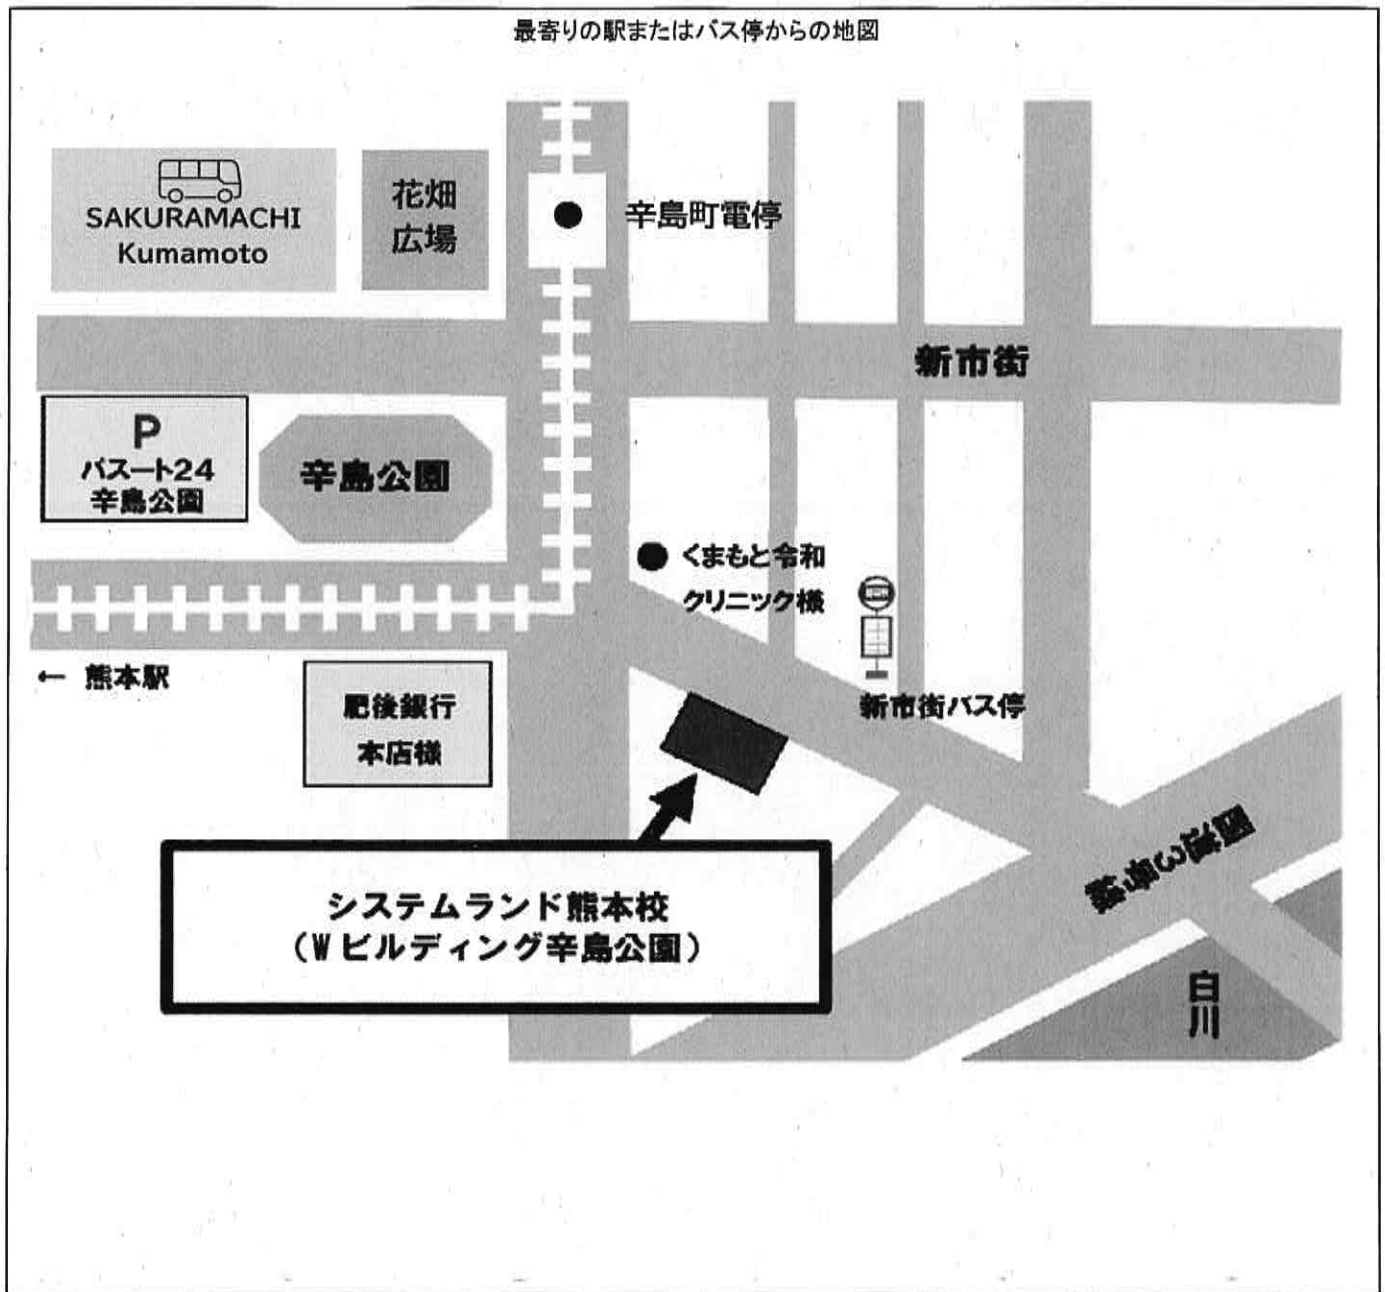 最寄りの駅またはバス停からの地図
SAKURAMACHI
Kumamoto
花畑
広場
辛島町電停
新市街
P
パスート24
辛島公園
辛島公園
くまもと令和
クリニック様
新市街バス停
← 熊本駅
肥後銀行
本店様
国道3号線
システムランド熊本校
（Wビルディング辛島公園）
白川